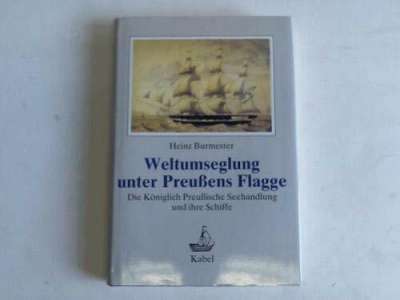 Heinz Burmester
Weltumseglung
unter Preußens Flagge
Die Königlich Preußische Seehandlung
und ihre Schiffe
Kabel